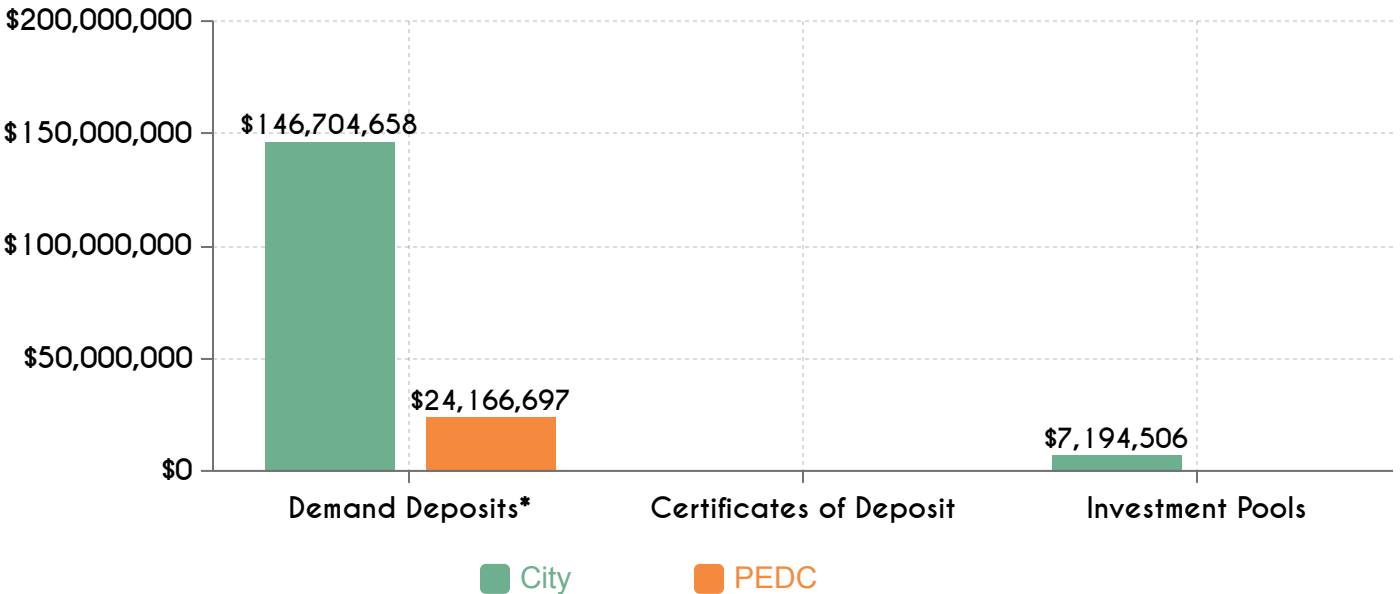 $200,000,000
$146,704,658
$150,000,000
$100,000,000
$50,000,000
$24,166,697
$7,194,506
$0
Demand Deposits*
Certificates of Deposit
Investment Pools
City
PEDC